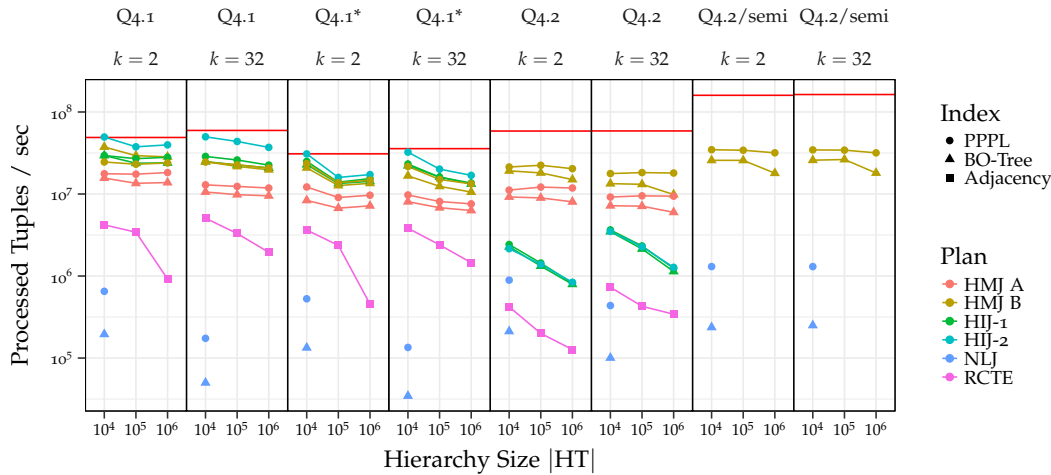 Q4.1 Q4.1 Q4.1* Q4.1* Q4.2 Q4.2 Q4.2/semi Q4.2/semi
k = 2 k = 32 k = 2 k = 32 k = 2 k = 32 k = 2 k = 32
Processed Tuples / sec
10⁸
10⁷
10⁶
10⁵
10⁴ 10⁵ 10⁶ 10⁴ 10⁵ 10⁶ 10⁴ 10⁵ 10⁶ 10⁴ 10⁵ 10⁶ 10⁴ 10⁵ 10⁶ 10⁴ 10⁵ 10⁶ 10⁴ 10⁵ 10⁶ 10⁴ 10⁵ 10⁶
Hierarchy Size |HT|
Index
PPPL
BO-Tree
Adjacency
Plan
HMJ A
HMJ B
HIJ-1
HIJ-2
NLJ
RCTE